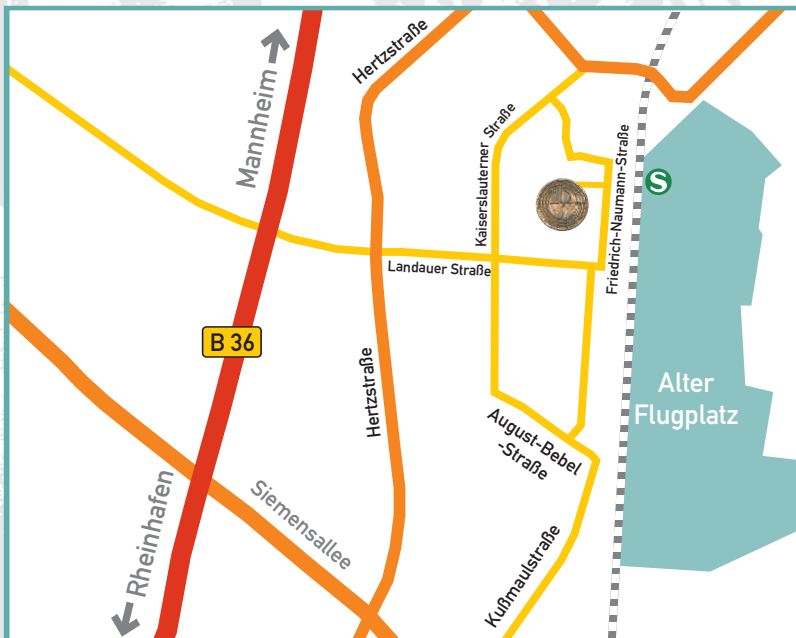 Hertzstraße
Mannheim
Kaiserslauterner Straße
Friedrich-Naumann-Straße
S
Landauer Straße
B 36
Hertzstraße
Alter
Flugplatz
August-Bebel
-Straße
Siemensallee
Rheinhafen
Kußmaulstraße